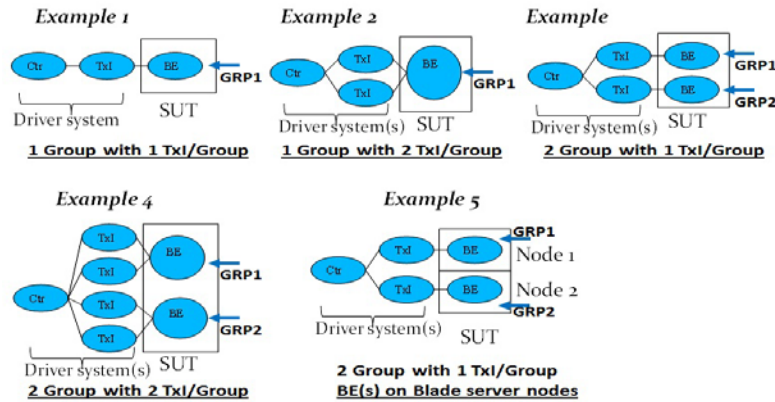 Example 1
Ctr
TxI
BE
GRP1
Driver system
SUT
1 Group with 1 TxI/Group
Example 2
Ctr
TxI
TxI
BE
GRP1
Driver system(s)
SUT
1 Group with 2 TxI/Group
Example
Ctr
TxI
TxI
BE
BE
GRP1
GRP2
Driver system(s)
SUT
2 Group with 1 TxI/Group
Example 4
Ctr
TxI
TxI
TxI
TxI
BE
BE
GRP1
GRP2
Driver system(s)
SUT
2 Group with 2 TxI/Group
Example 5
Ctr
TxI
TxI
BE
BE
GRP1
Node 1
Node 2
GRP2
Driver system(s)
SUT
2 Group with 1 TxI/Group
BE(s) on Blade server nodes